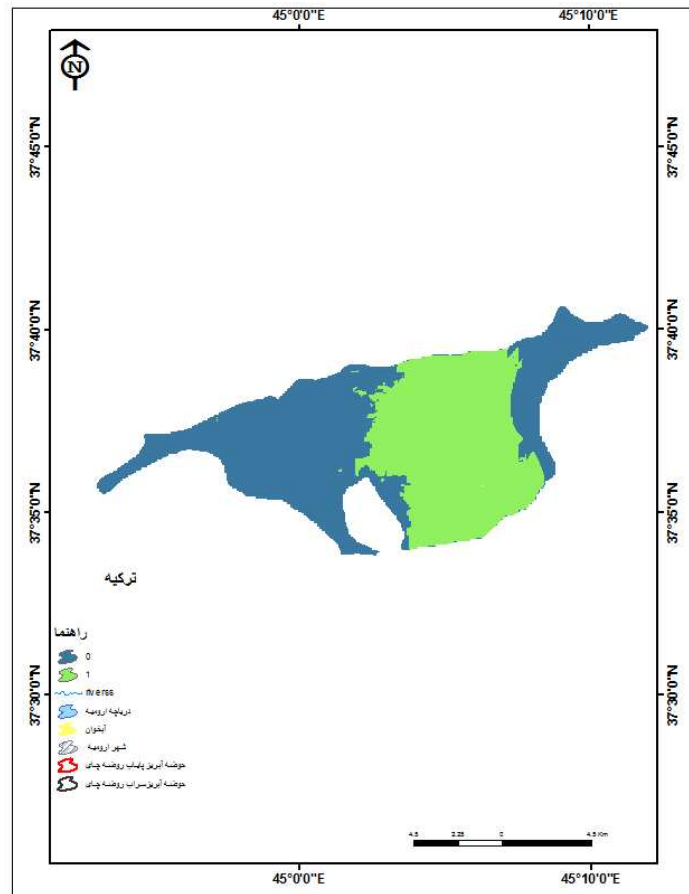 45°0'0"E 45°10'0"E
N
37°45'0"N 37°45'0"N
37°40'0"N 37°40'0"N
37°35'0"N 37°35'0"N
ترکیه
راهنما
0
1
riverss
دریاچه ارومیه
37°30'0"N 37°30'0"N
آبخوان
شهر ارومیه
حوضه آبریز پایاب روضه چای
حوضه آبریز سراب روضه چای
4.5 2.25 0 4.5 Km
45°0'0"E 45°10'0"E